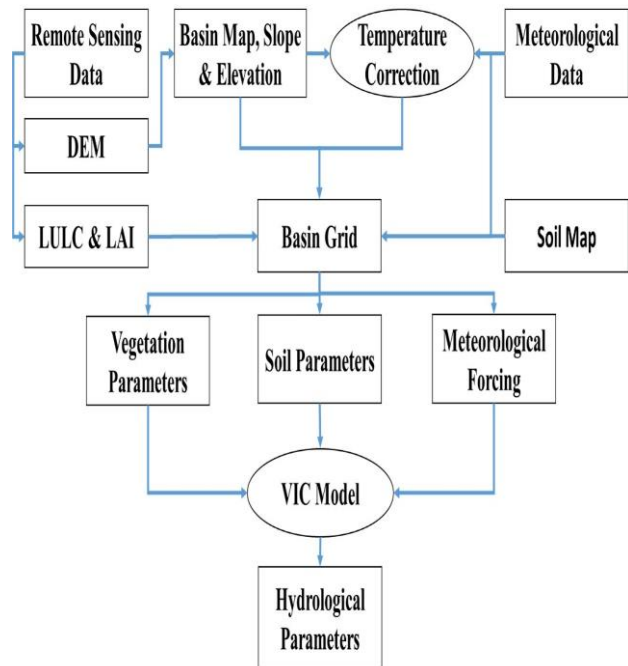 Remote Sensing
Data
Basin Map, Slope
& Elevation
Temperature
Correction
Meteorological
Data
DEM
LULC & LAI
Basin Grid
Soil Map
Vegetation
Parameters
Soil Parameters
Meteorological
Forcing
VIC Model
Hydrological
Parameters